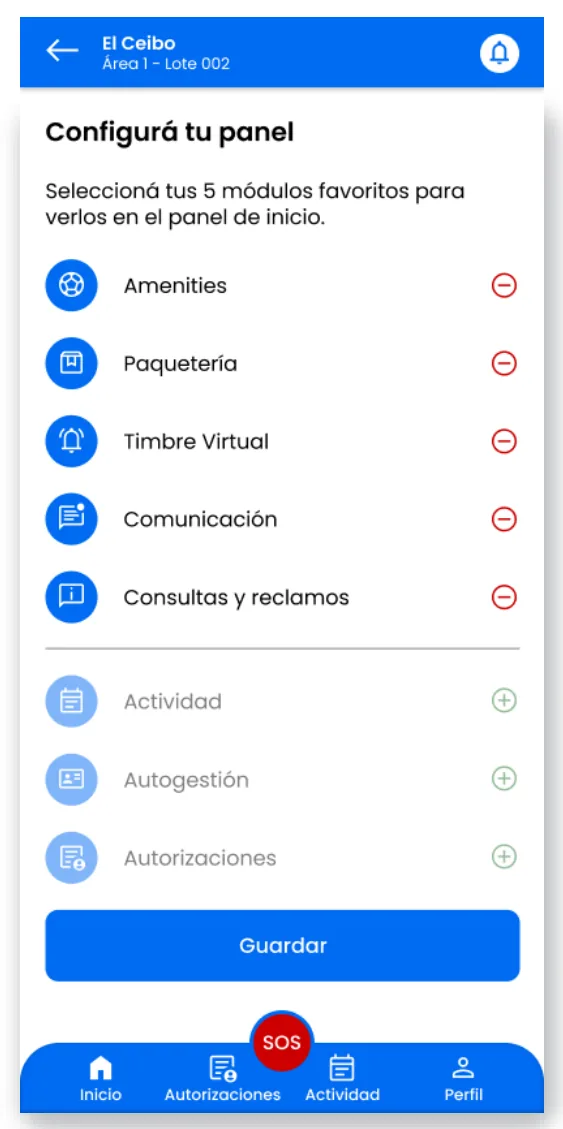 El Ceibo
Área 1 - Lote 002
Configurá tu panel
Seleccioná tus 5 módulos favoritos para
verlos en el panel de inicio.
Amenities
Paquetería
Timbre Virtual
Comunicación
Consultas y reclamos
Actividad
Autogestión
Autorizaciones
Guardar
SOS
Inicio
Autorizaciones
Actividad
Perfil